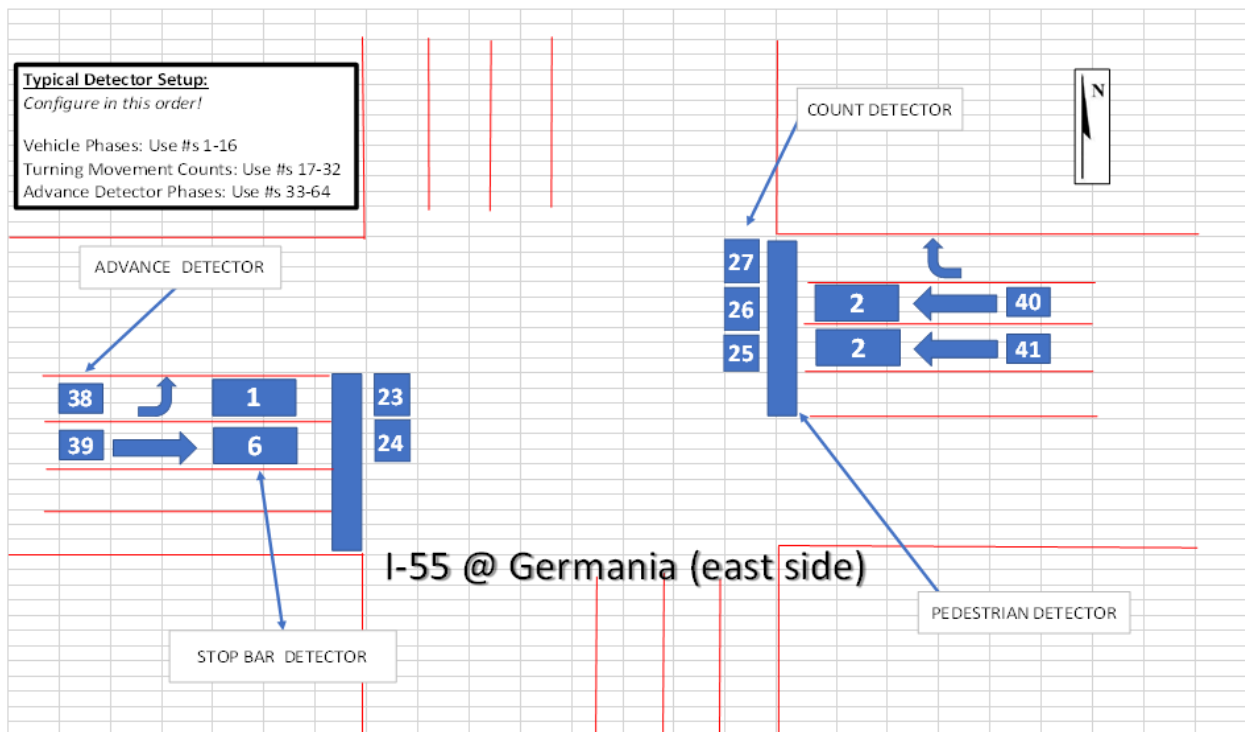 Typical Detector Setup:
Configure in this order!
Vehicle Phases: Use #s 1-16
Turning Movement Counts: Use #s 17-32
Advance Detector Phases: Use #s 33-64
COUNT DETECTOR
N
ADVANCE DETECTOR
27
26
25
2
40
2
41
38
1
23
39
6
24
I-55 @ Germania (east side)
PEDESTRIAN DETECTOR
STOP BAR DETECTOR